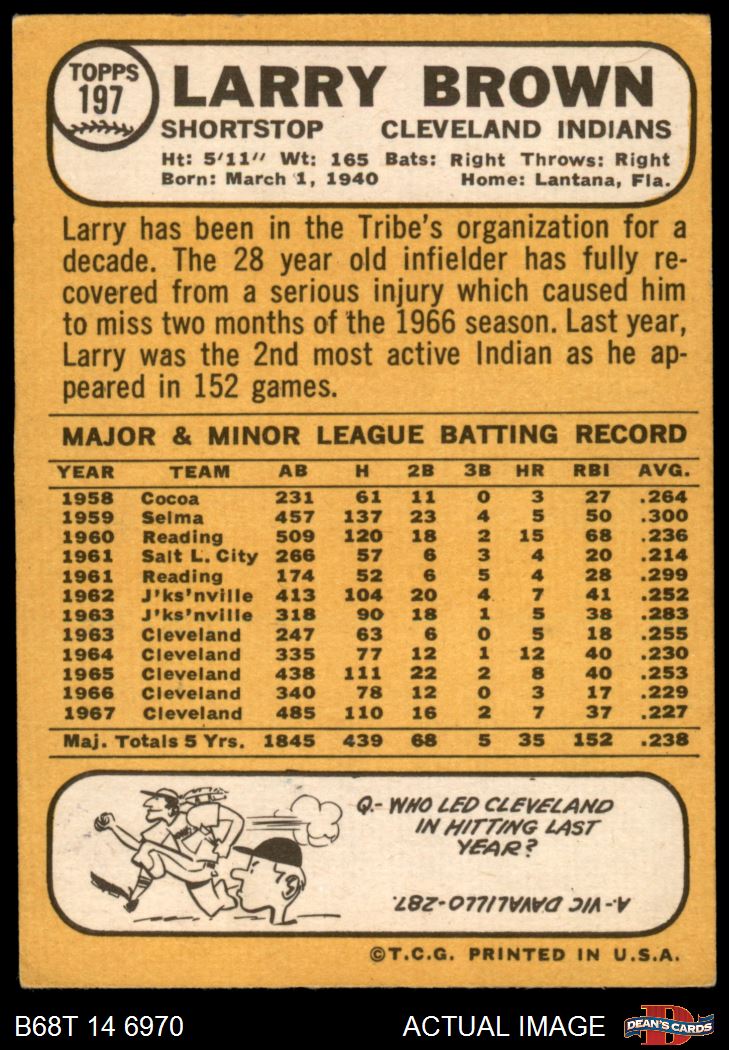 TOPPS
197
LARRY BROWN
SHORTSTOP CLEVELAND INDIANS
Ht: 5'11" Wt: 165 Bats: Right Throws: Right
Born: March 1, 1940 Home: Lantana, Fla.
Larry has been in the Tribe's organization for a
decade. The 28 year old infielder has fully re-
covered from a serious injury which caused him
to miss two months of the 1966 season. Last year,
Larry was the 2nd most active Indian as he ap-
peared in 152 games.
MAJOR & MINOR LEAGUE BATTING RECORD
YEAR TEAM AB H 2B 3B HR RBI AVG.
1958 Cocoa 231 61 11 0 3 27 .264
1959 Selma 457 137 23 4 5 50 .300
1960 Reading 509 120 18 2 15 68 .236
1961 Salt L. City 266 57 6 3 4 20 .214
1961 Reading 174 52 6 5 4 28 .299
1962 J'ks'nville 413 104 20 4 7 41 .252
1963 J'ks'nville 318 90 18 1 5 38 .283
1963 Cleveland 247 63 6 0 5 18 .255
1964 Cleveland 335 77 12 1 12 40 .230
1965 Cleveland 438 111 22 2 8 40 .253
1966 Cleveland 340 78 12 0 3 17 .229
1967 Cleveland 485 110 16 2 7 37 .227
Maj. Totals 5 Yrs. 1845 439 68 5 35 152 .238
Q.- WHO LED CLEVELAND
IN HITTING LAST
YEAR?
A.- VIC DAVALILLO-.287.
©T.C.G. PRINTED IN U.S.A.
B68T 14 6970 ACTUAL IMAGE
D
DEAN'S CARDS